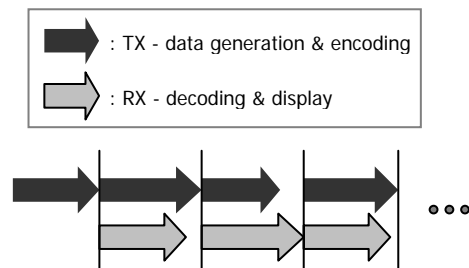 : TX - data generation & encoding
: RX - decoding & display